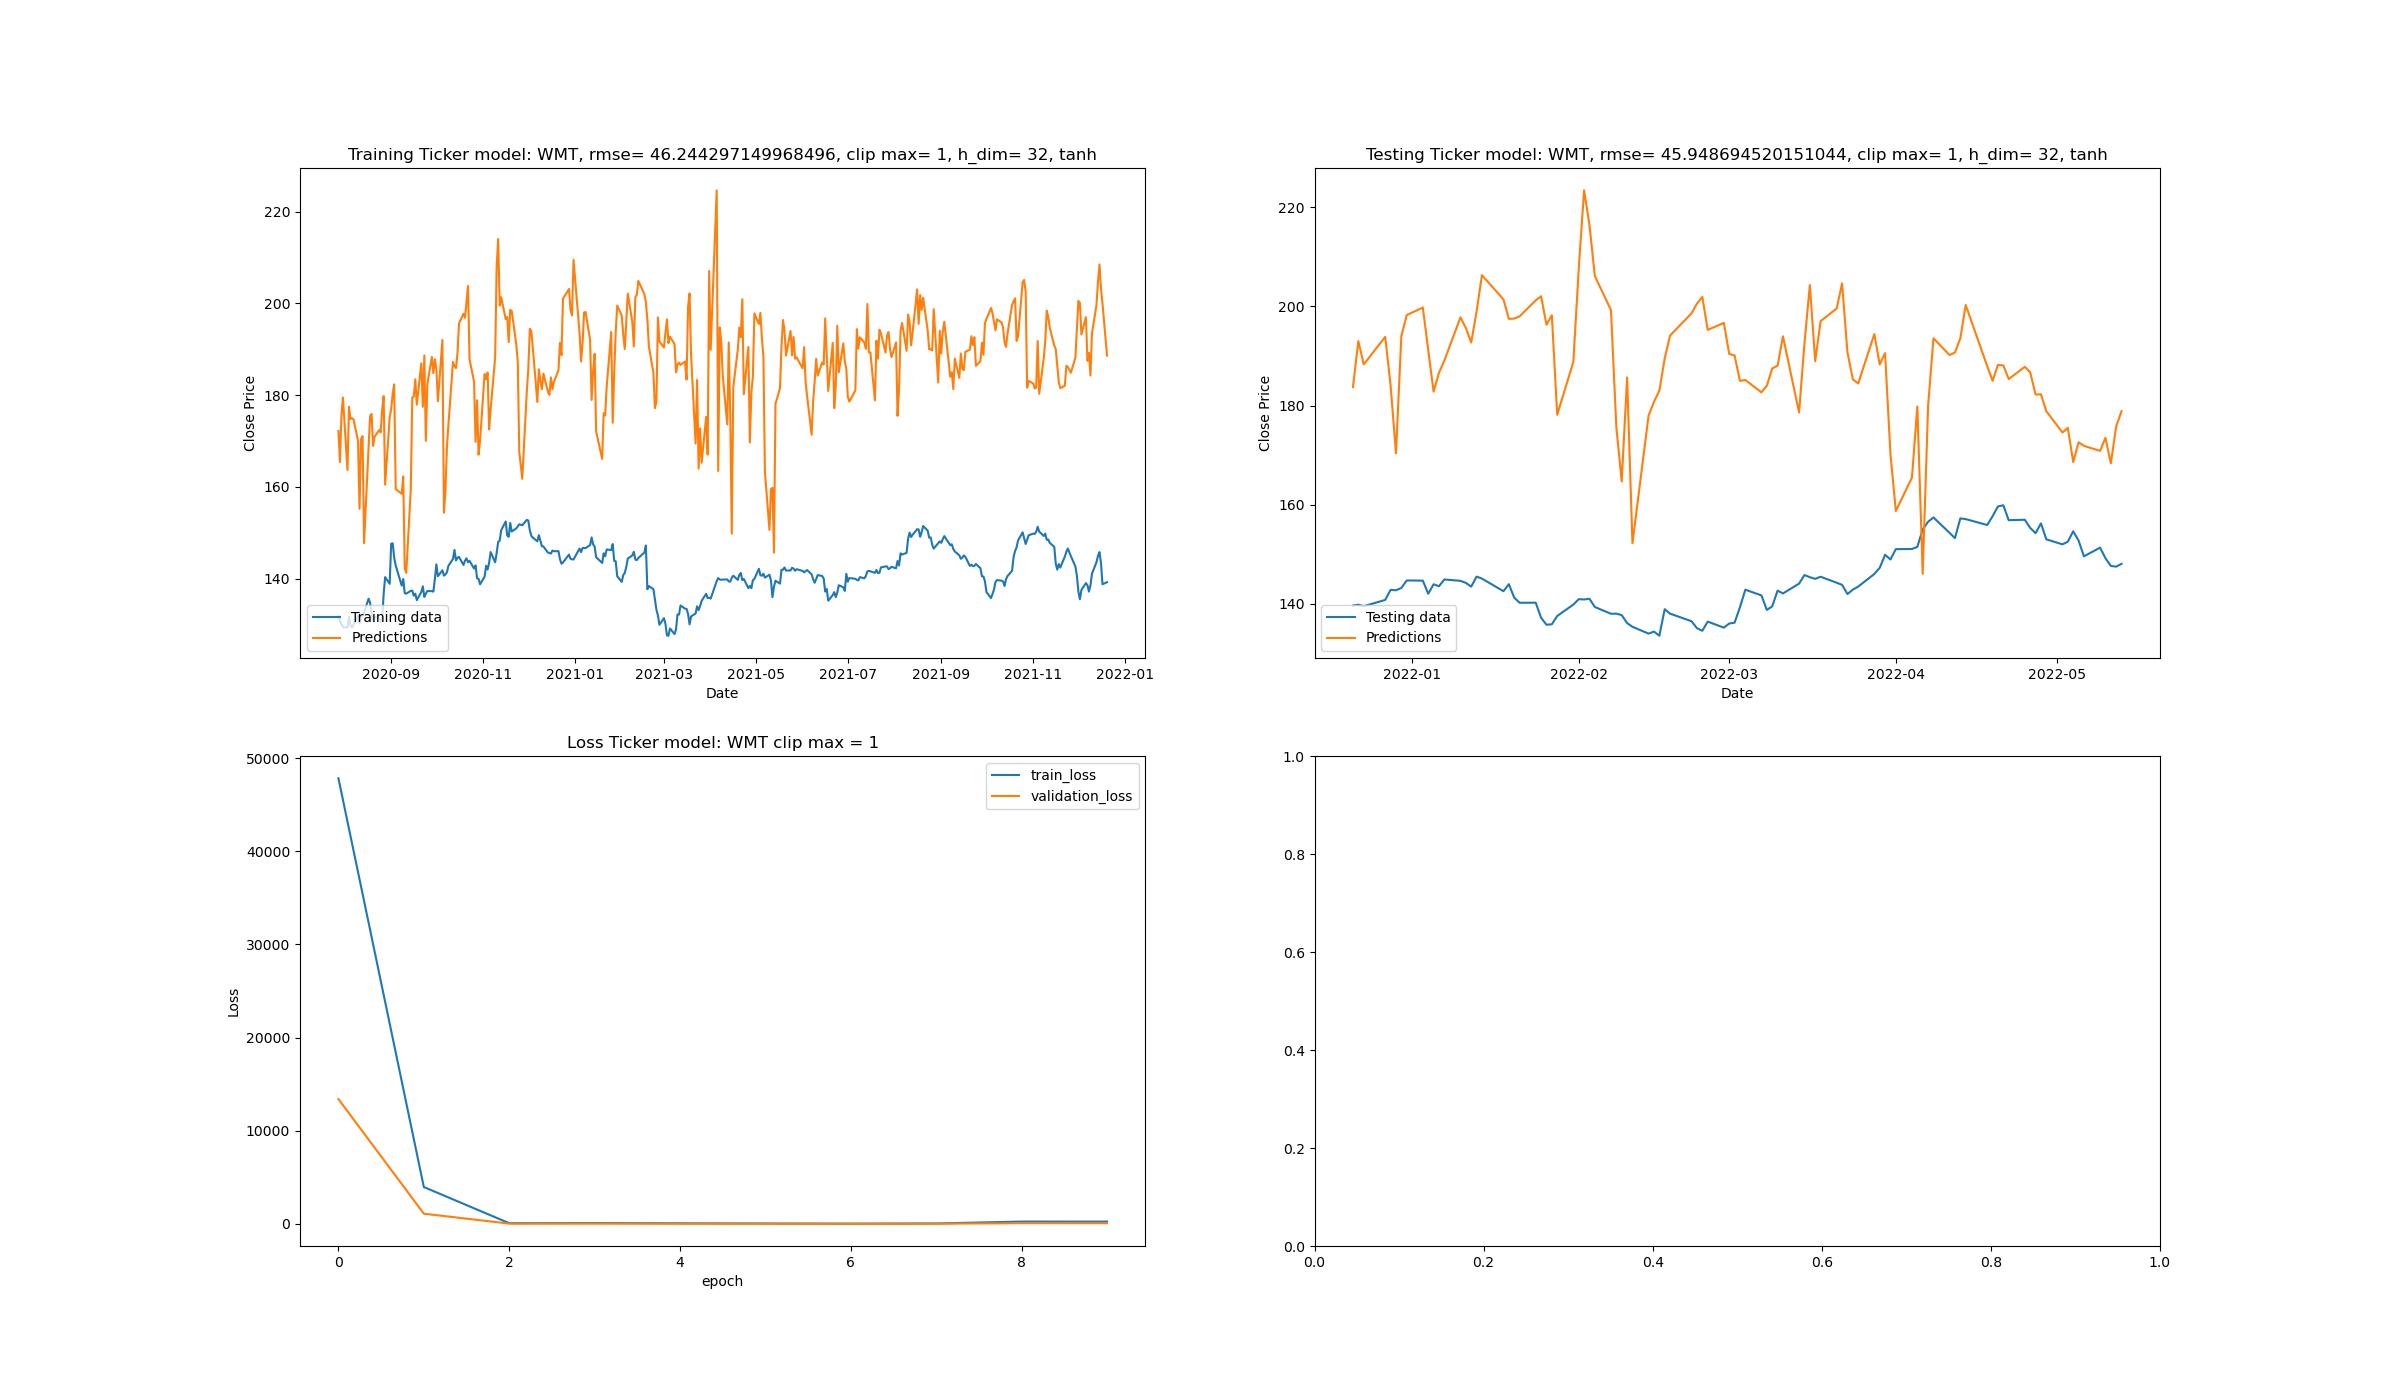 Training Ticker model: WMT, rmse= 46.244297149968496, clip max= 1, h_dim= 32, tanh
220
200
180
160
140
Close Price
Training data
Predictions
2020-09 2020-11 2021-01 2021-03 2021-05 2021-07 2021-09 2021-11 2022-01
Date
Testing Ticker model: WMT, rmse= 45.948694520151044, clip max= 1, h_dim= 32, tanh
220
200
180
160
140
Close Price
Testing data
Predictions
2022-01 2022-02 2022-03 2022-04 2022-05
Date
Loss Ticker model: WMT clip max = 1
50000
40000
30000
20000
10000
0
Loss
train_loss
validation_loss
0 2 4 6 8
epoch
1.0
0.8
0.6
0.4
0.2
0.0
0.0 0.2 0.4 0.6 0.8 1.0